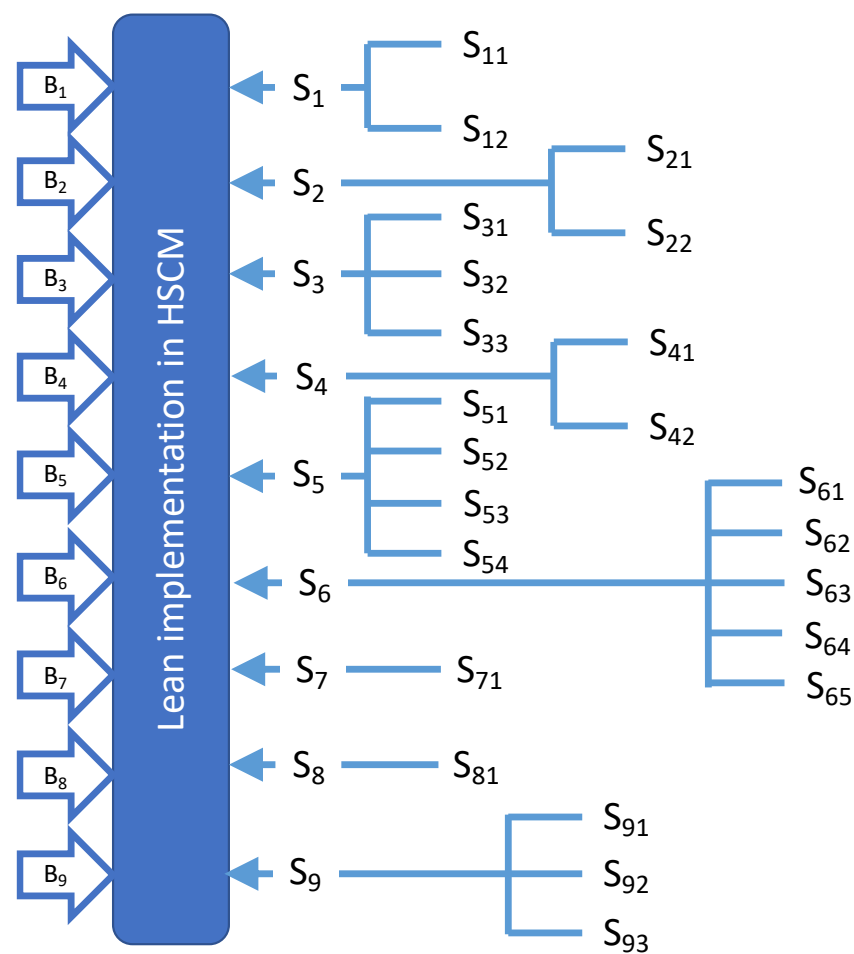 B₁
B₂
B₃
B₄
B₅
B₆
B₇
B₈
B₉
Lean implementation in HSCM
S₁
S₁₁
S₁₂
S₂
S₂₁
S₂₂
S₃
S₃₁
S₃₂
S₃₃
S₄
S₄₁
S₄₂
S₅
S₅₁
S₅₂
S₅₃
S₅₄
S₆
S₆₁
S₆₂
S₆₃
S₆₄
S₆₅
S₇
S₇₁
S₈
S₈₁
S₉
S₉₁
S₉₂
S₉₃